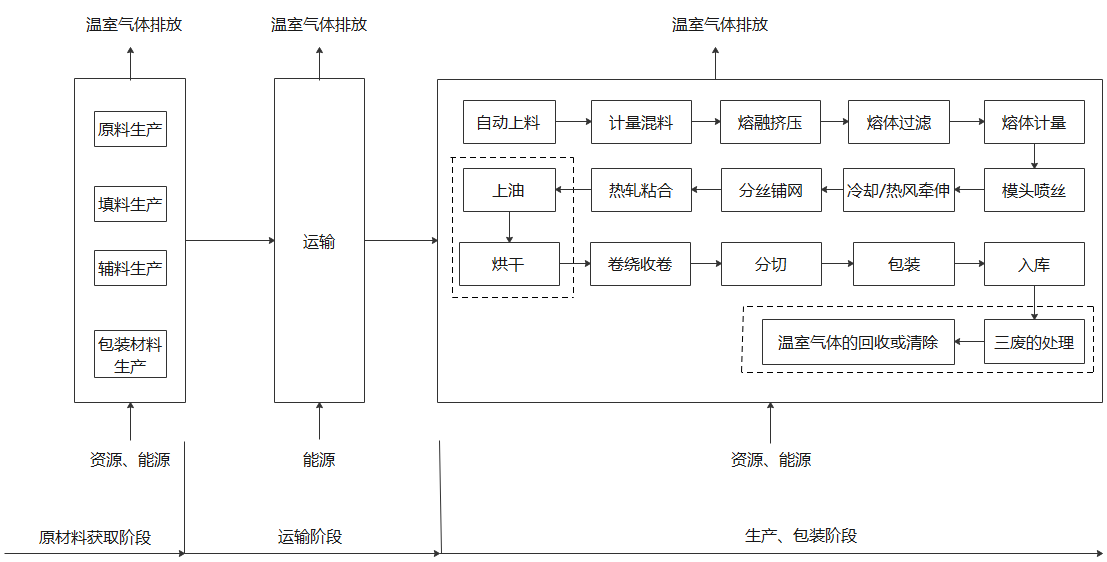 温室气体排放
温室气体排放
温室气体排放
原料生产
填料生产
辅料生产
包装材料
生产
运输
自动上料
计量混料
熔融挤压
熔体过滤
熔体计量
上油
热轧粘合
分丝铺网
冷却/热风牵伸
模头喷丝
烘干
卷绕收卷
分切
包装
入库
温室气体的回收或清除
三废的处理
资源、能源
能源
资源、能源
原材料获取阶段
运输阶段
生产、包装阶段